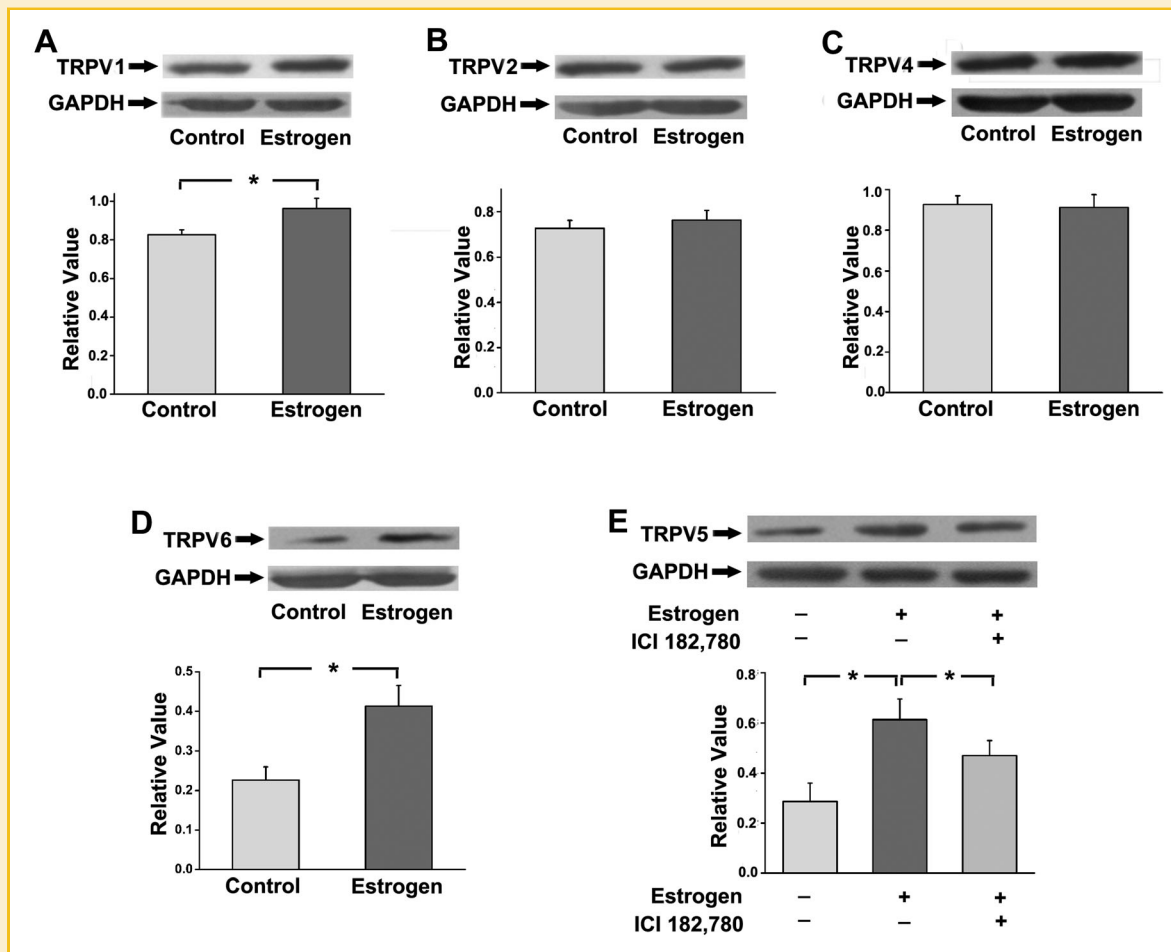 A
TRPV1
GAPDH
Control Estrogen
*
Relative Value
1.0
0.8
0.6
0.4
0.2
0.0
Control Estrogen
B
TRPV2
GAPDH
Control Estrogen
Relative Value
0.8
0.6
0.4
0.2
0.0
Control Estrogen
C
TRPV4
GAPDH
Control Estrogen
Relative Value
1.0
0.8
0.6
0.4
0.2
0.0
Control Estrogen
D
TRPV6
GAPDH
Control Estrogen
*
Relative Value
0.5
0.4
0.3
0.2
0.1
0.0
Control Estrogen
E
TRPV5
GAPDH
Estrogen – + +
ICI 182,780 – – +
* *
Relative Value
0.8
0.6
0.4
0.2
0.0
Estrogen – + +
ICI 182,780 – – +